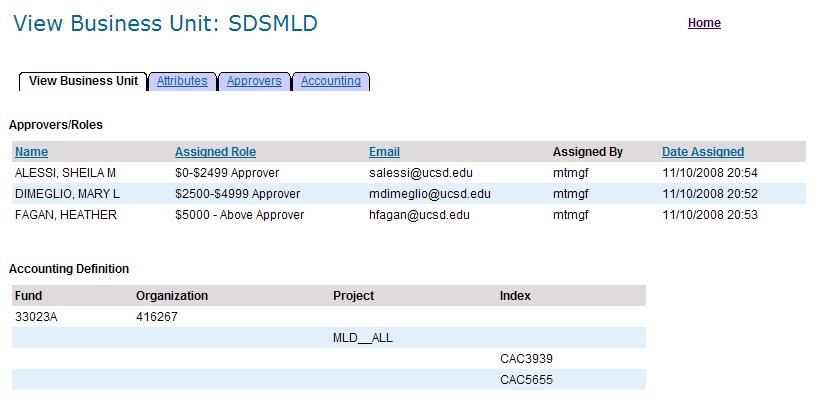 View Business Unit: SDSMLD Home
View Business Unit Attributes Approvers Accounting
Approvers/Roles
Name Assigned Role Email Assigned By Date Assigned
ALESSI, SHEILA M $0-$2499 Approver salessi@ucsd.edu mtmgf 11/10/2008 20:54
DIMEGLIO, MARY L $2500-$4999 Approver mdimeglio@ucsd.edu mtmgf 11/10/2008 20:52
FAGAN, HEATHER $5000 - Above Approver hfagan@ucsd.edu mtmgf 11/10/2008 20:53
Accounting Definition
Fund Organization Project Index
33023A 416267
MLD__ALL
CAC3939
CAC5655